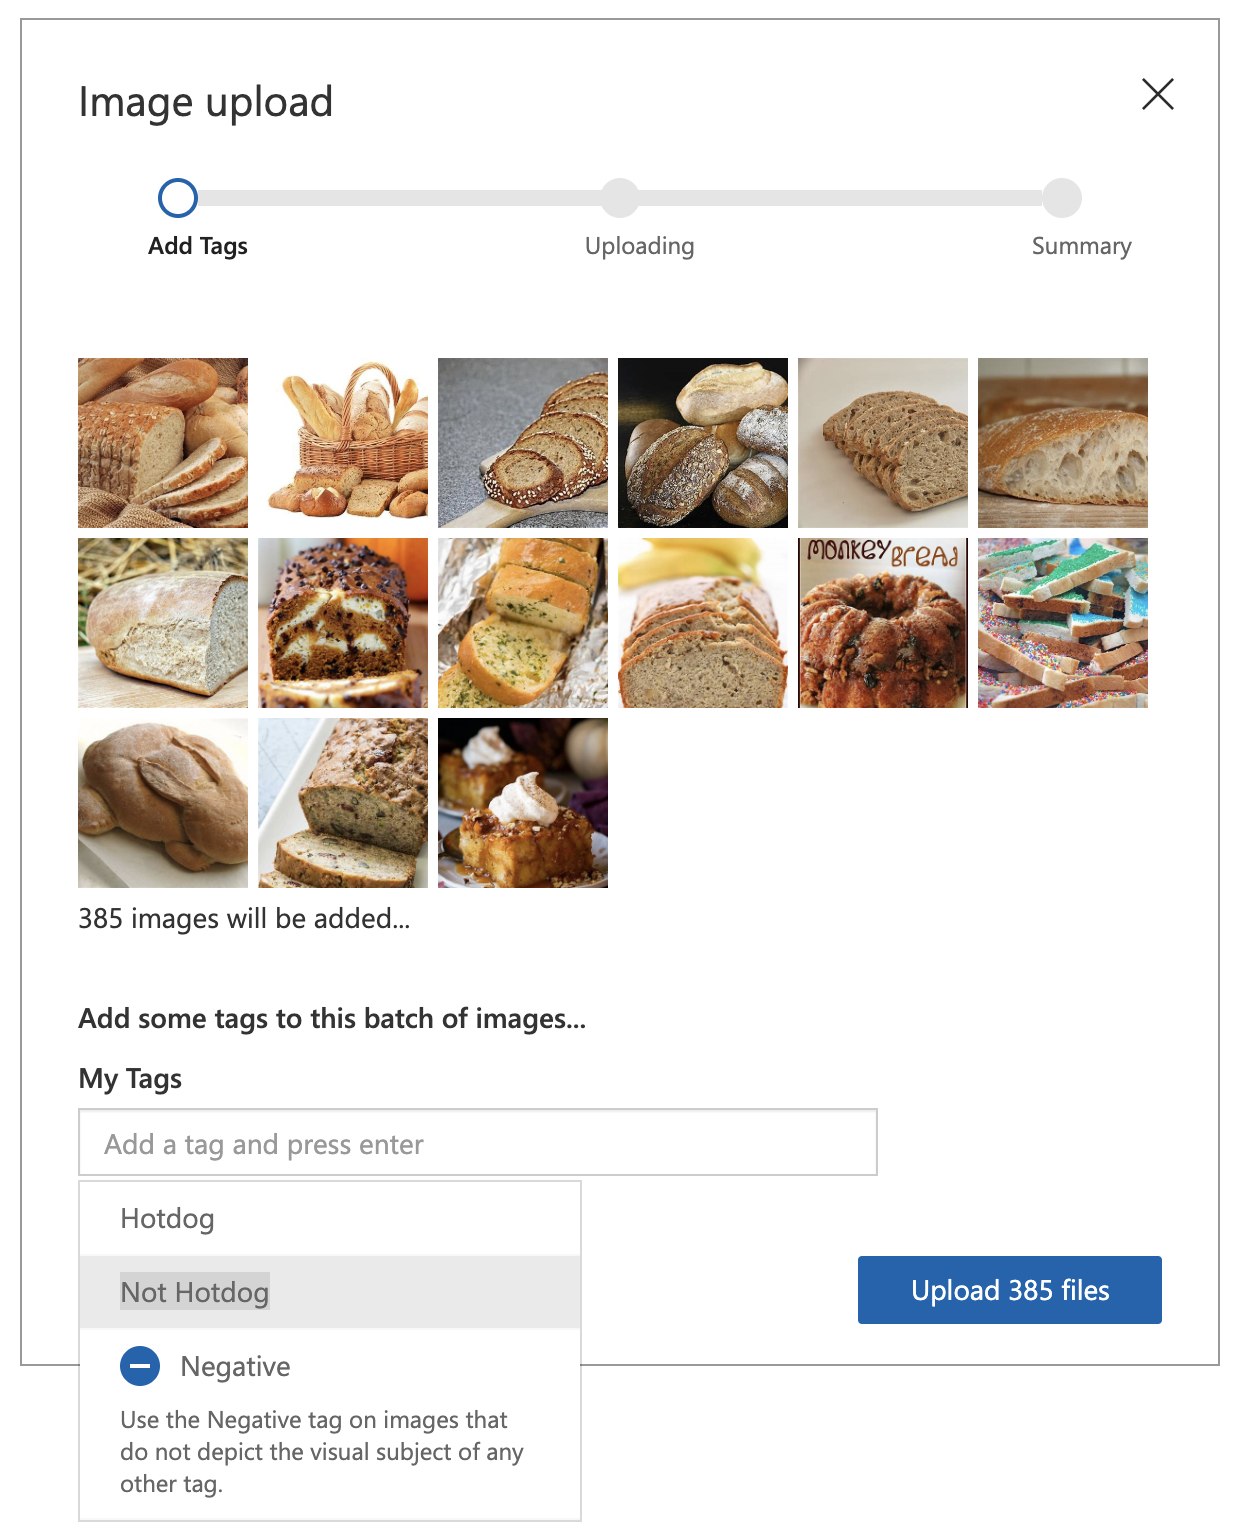 Image upload
Add Tags
Uploading
Summary
MONKEY BREAD
385 images will be added...
Add some tags to this batch of images...
My Tags
Add a tag and press enter
Hotdog
Not Hotdog
Upload 385 files
Negative
Use the Negative tag on images that
do not depict the visual subject of any
other tag.